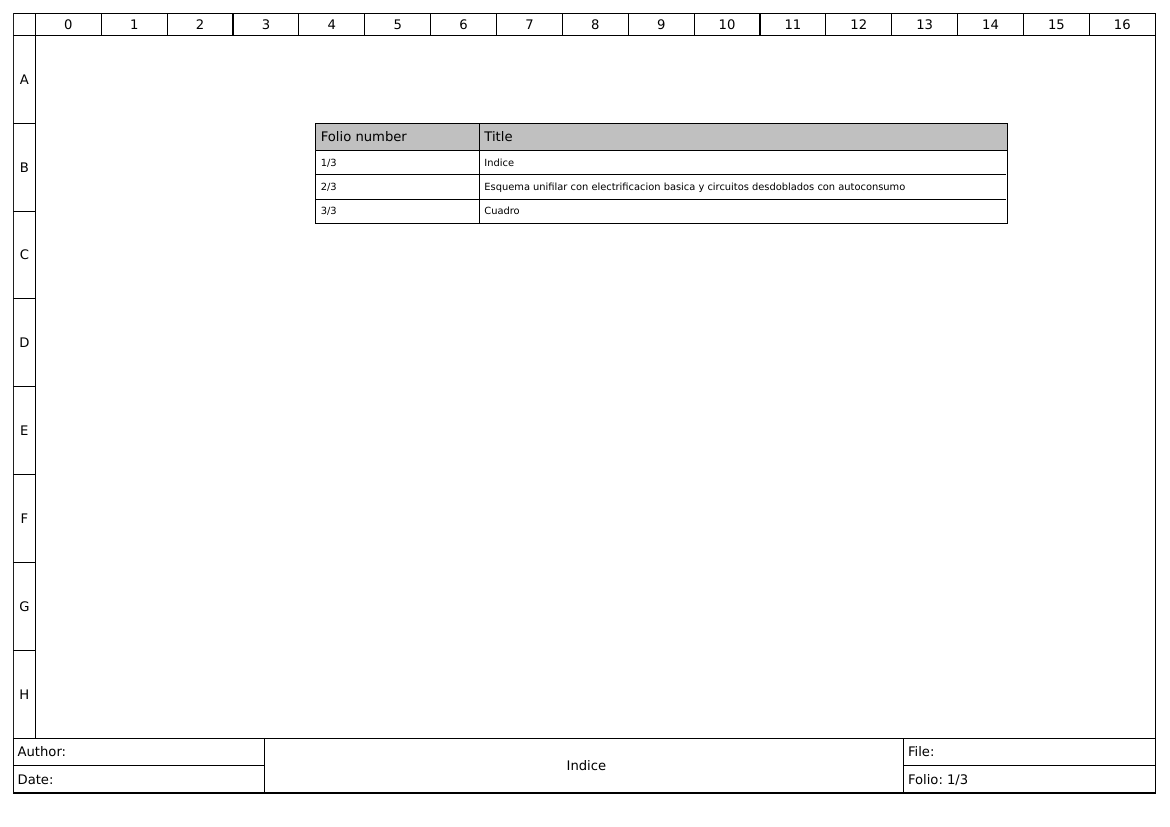 0 1 2 3 4 5 6 7 8 9 10 11 12 13 14 15 16
A
Folio number Title
B
1/3 Indice
2/3 Esquema unifilar con electrificacion basica y circuitos desdoblados con autoconsumo
3/3 Cuadro
C
D
E
F
G
H
Author:
Date:
Indice
File:
Folio: 1/3